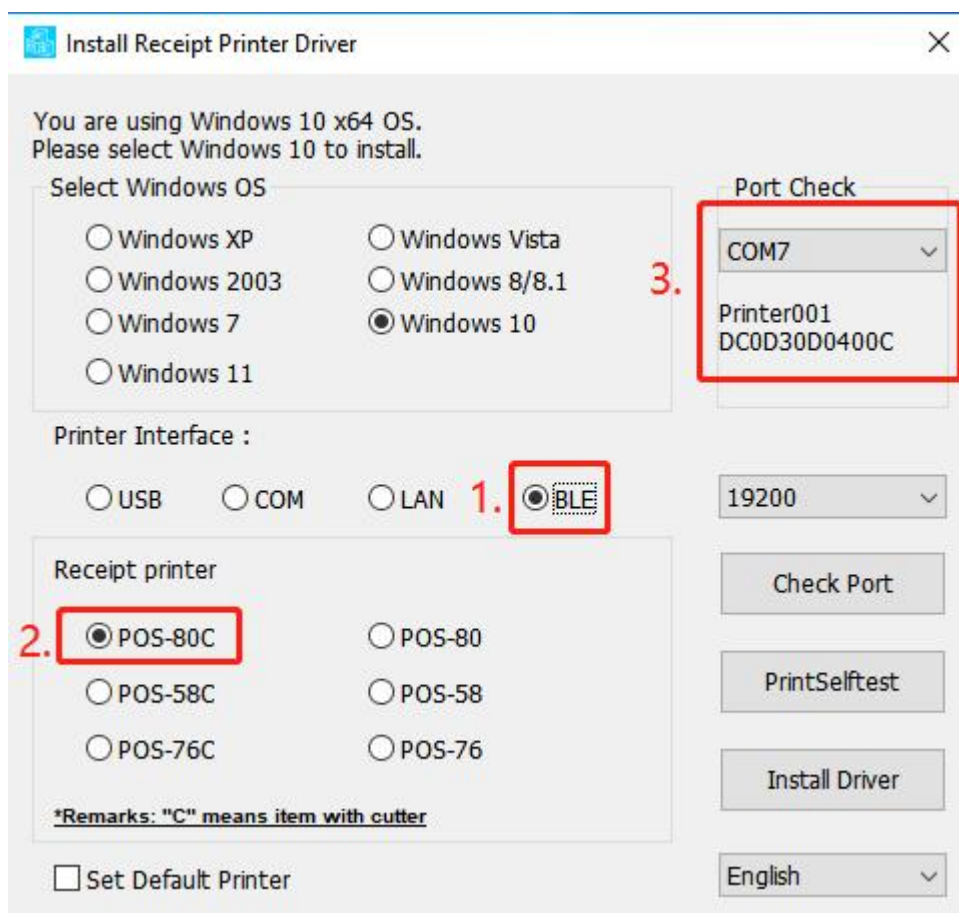 Install Receipt Printer Driver
You are using Windows 10 x64 OS.
Please select Windows 10 to install.
Select Windows OS
Windows XP
Windows Vista
Windows 2003
Windows 8/8.1
Windows 7
Windows 10
Windows 11
Port Check
3.
COM7
Printer001
DC0D30D0400C
Printer Interface :
USB
COM
LAN
1.
BLE
19200
Receipt printer
2.
POS-80C
POS-80
POS-58C
POS-58
POS-76C
POS-76
*Remarks: "C" means item with cutter
Check Port
PrintSelftest
Install Driver
Set Default Printer
English